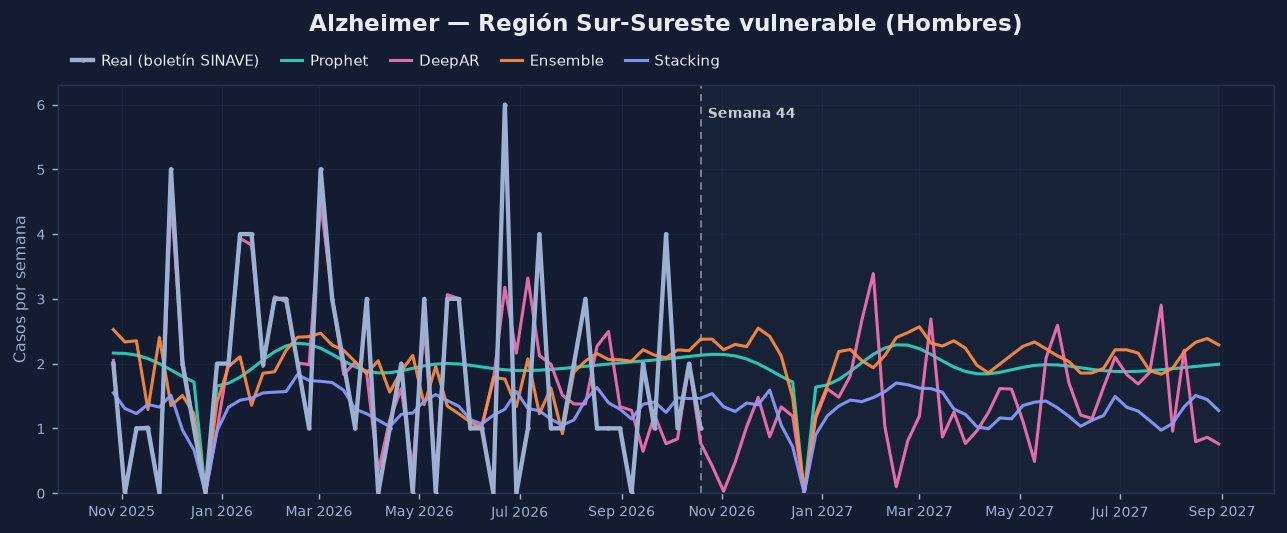 Alzheimer — Región Sur-Sureste vulnerable (Hombres)
Real (boletín SINAVE) Prophet DeepAR Ensemble Stacking
Semana 44
Casos por semana
6
5
4
3
2
1
0
Nov 2025 Jan 2026 Mar 2026 May 2026 Jul 2026 Sep 2026 Nov 2026 Jan 2027 Mar 2027 May 2027 Jul 2027 Sep 2027